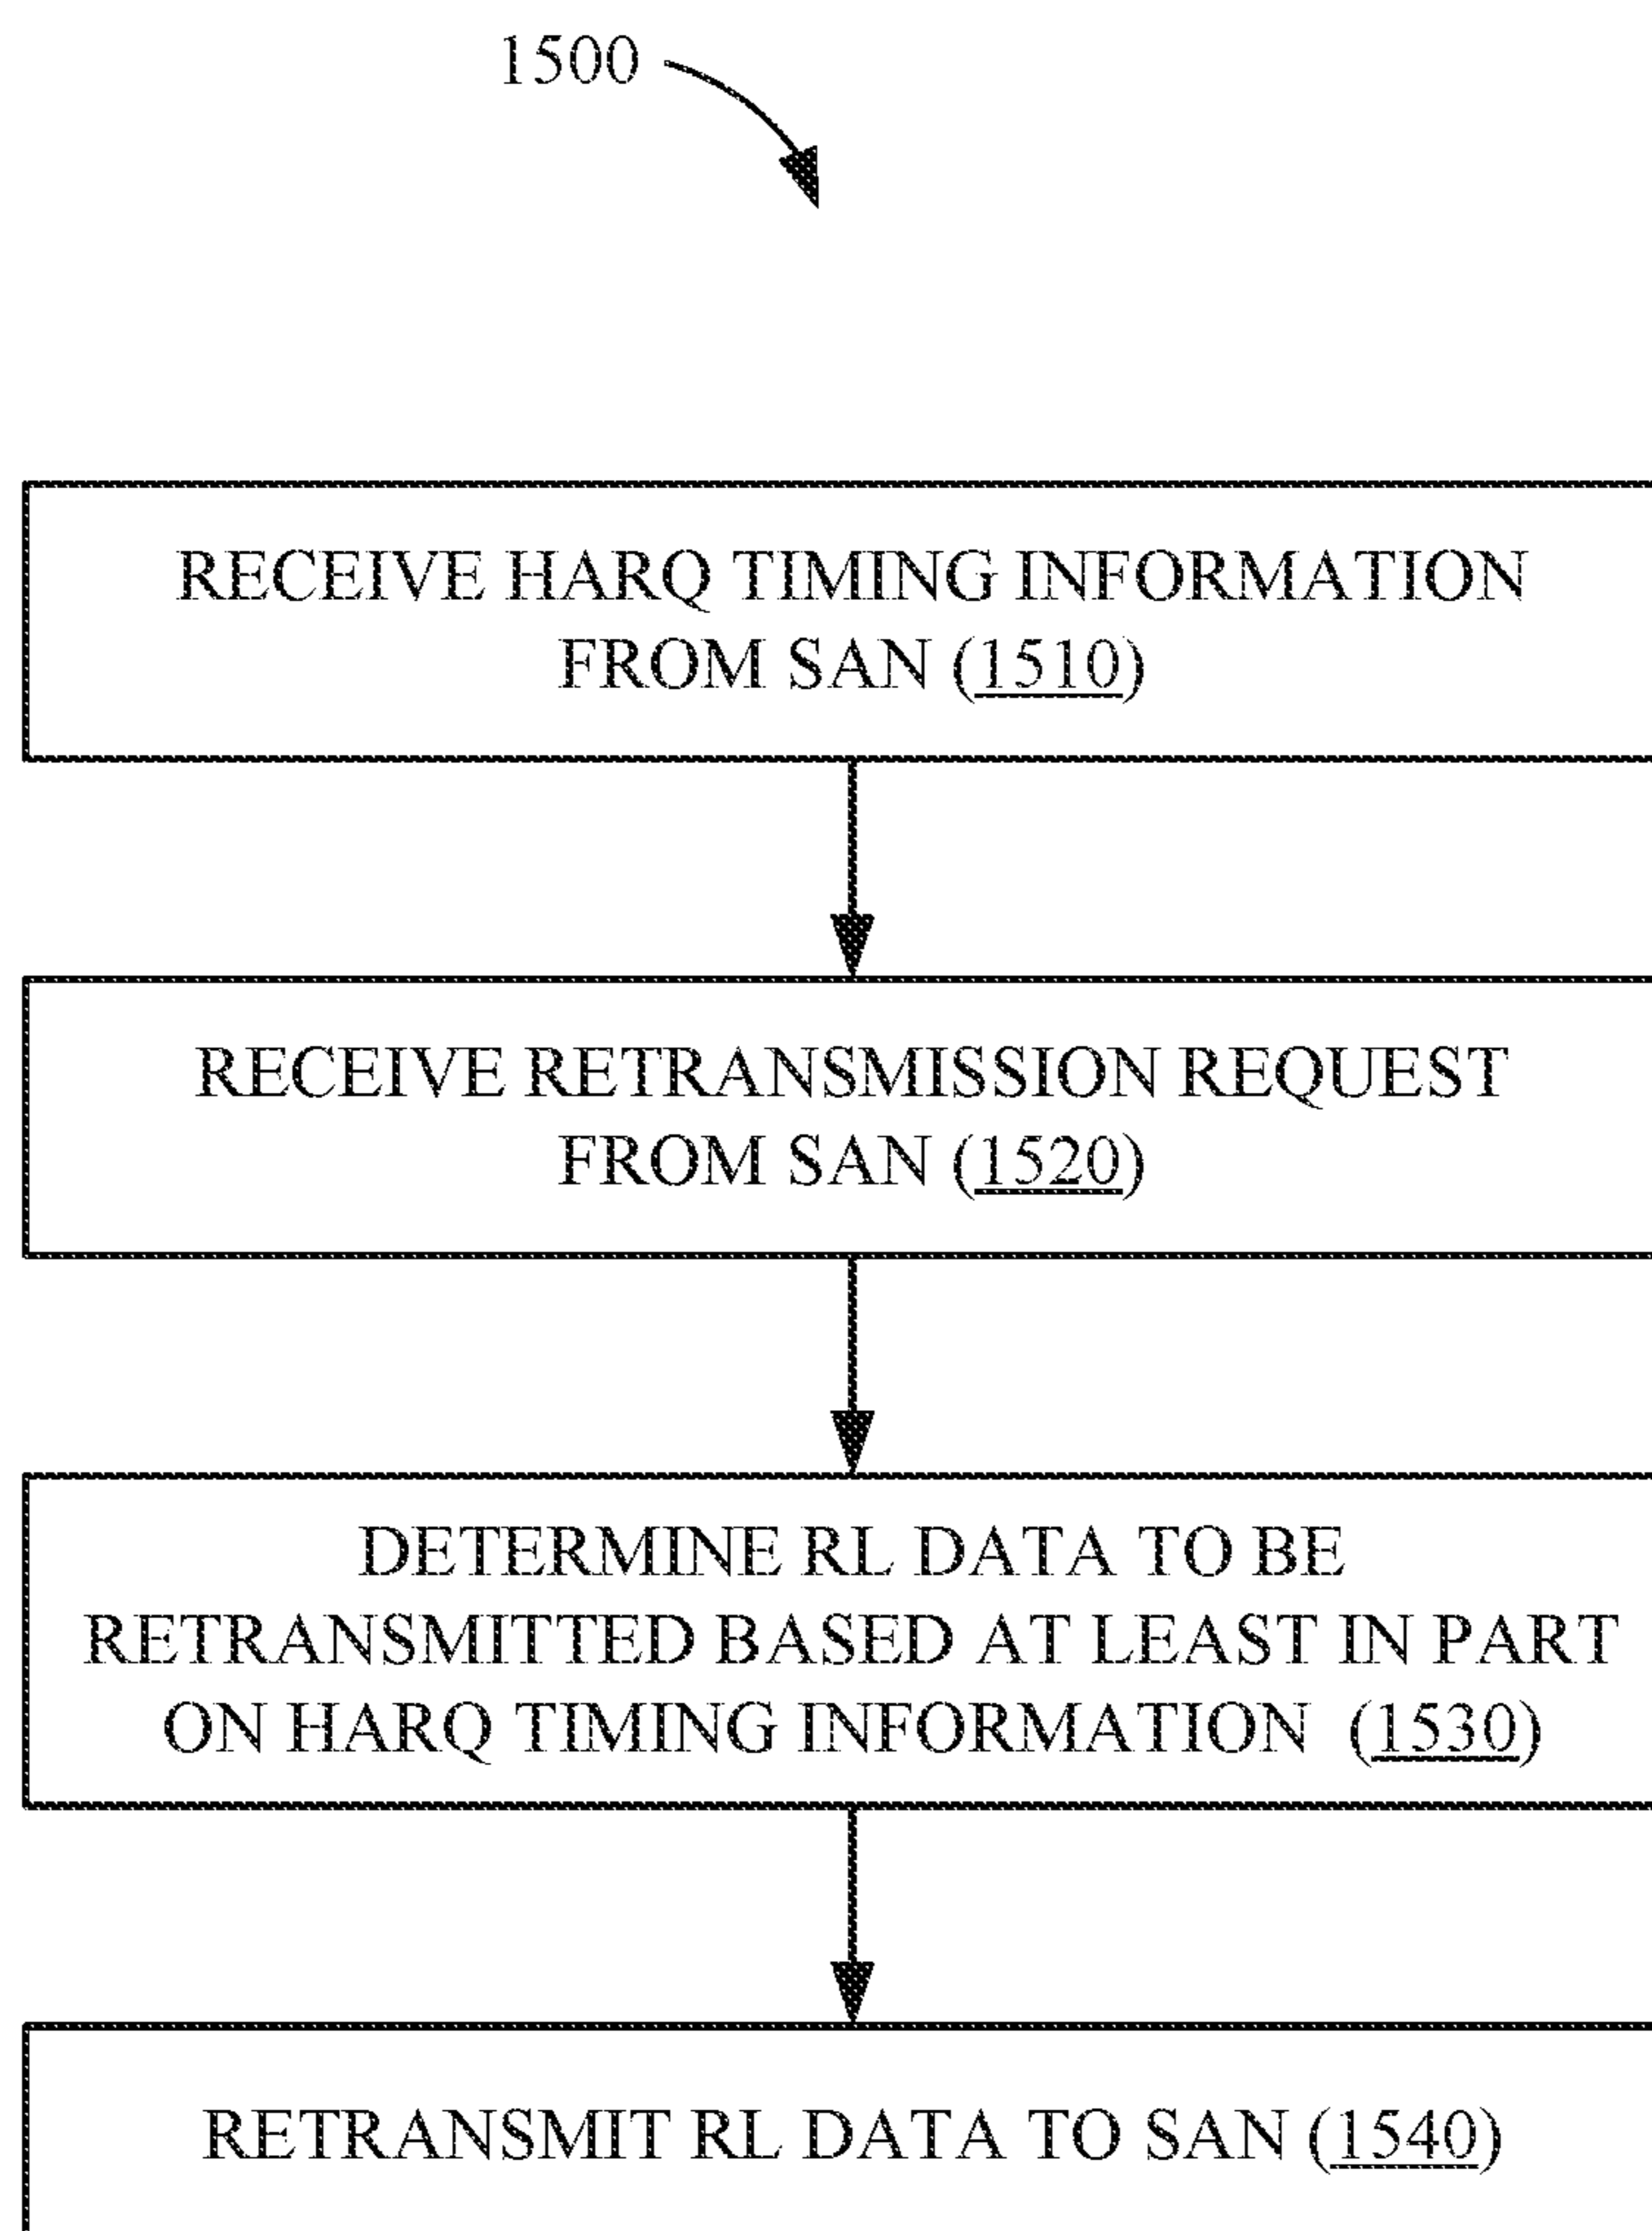 1500
RECEIVE HARQ TIMING INFORMATION
FROM SAN (1510)
RECEIVE RETRANSMISSION REQUEST
FROM SAN (1520)
DETERMINE RL DATA TO BE
RETRANSMITTED BASED AT LEAST IN PART
ON HARQ TIMING INFORMATION (1530)
RETRANSMIT RL DATA TO SAN (1540)